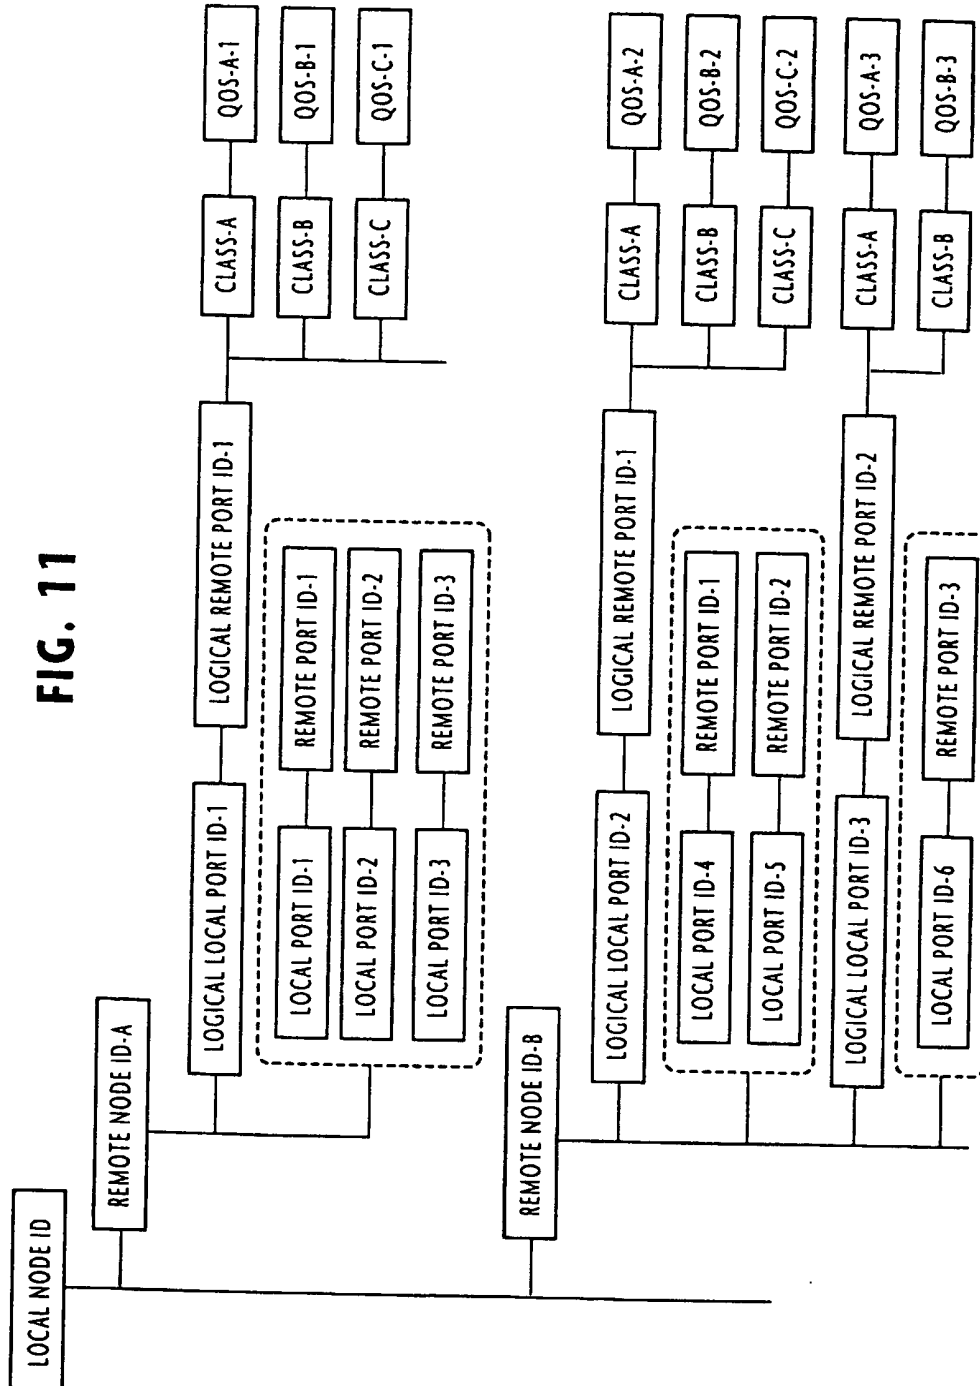 FIG. 11
LOCAL NODE ID
REMOTE NODE ID-A
LOGICAL LOCAL PORT ID-1
LOGICAL REMOTE PORT ID-1
CLASS-A
QOS-A-1
CLASS-B
QOS-B-1
CLASS-C
QOS-C-1
LOCAL PORT ID-1
REMOTE PORT ID-1
LOCAL PORT ID-2
REMOTE PORT ID-2
LOCAL PORT ID-3
REMOTE PORT ID-3
REMOTE NODE ID-B
LOGICAL LOCAL PORT ID-2
LOGICAL REMOTE PORT ID-1
CLASS-A
QOS-A-2
CLASS-B
QOS-B-2
CLASS-C
QOS-C-2
LOCAL PORT ID-4
REMOTE PORT ID-1
LOCAL PORT ID-5
REMOTE PORT ID-2
LOGICAL LOCAL PORT ID-3
LOGICAL REMOTE PORT ID-2
CLASS-A
QOS-A-3
CLASS-B
QOS-B-3
LOCAL PORT ID-6
REMOTE PORT ID-3